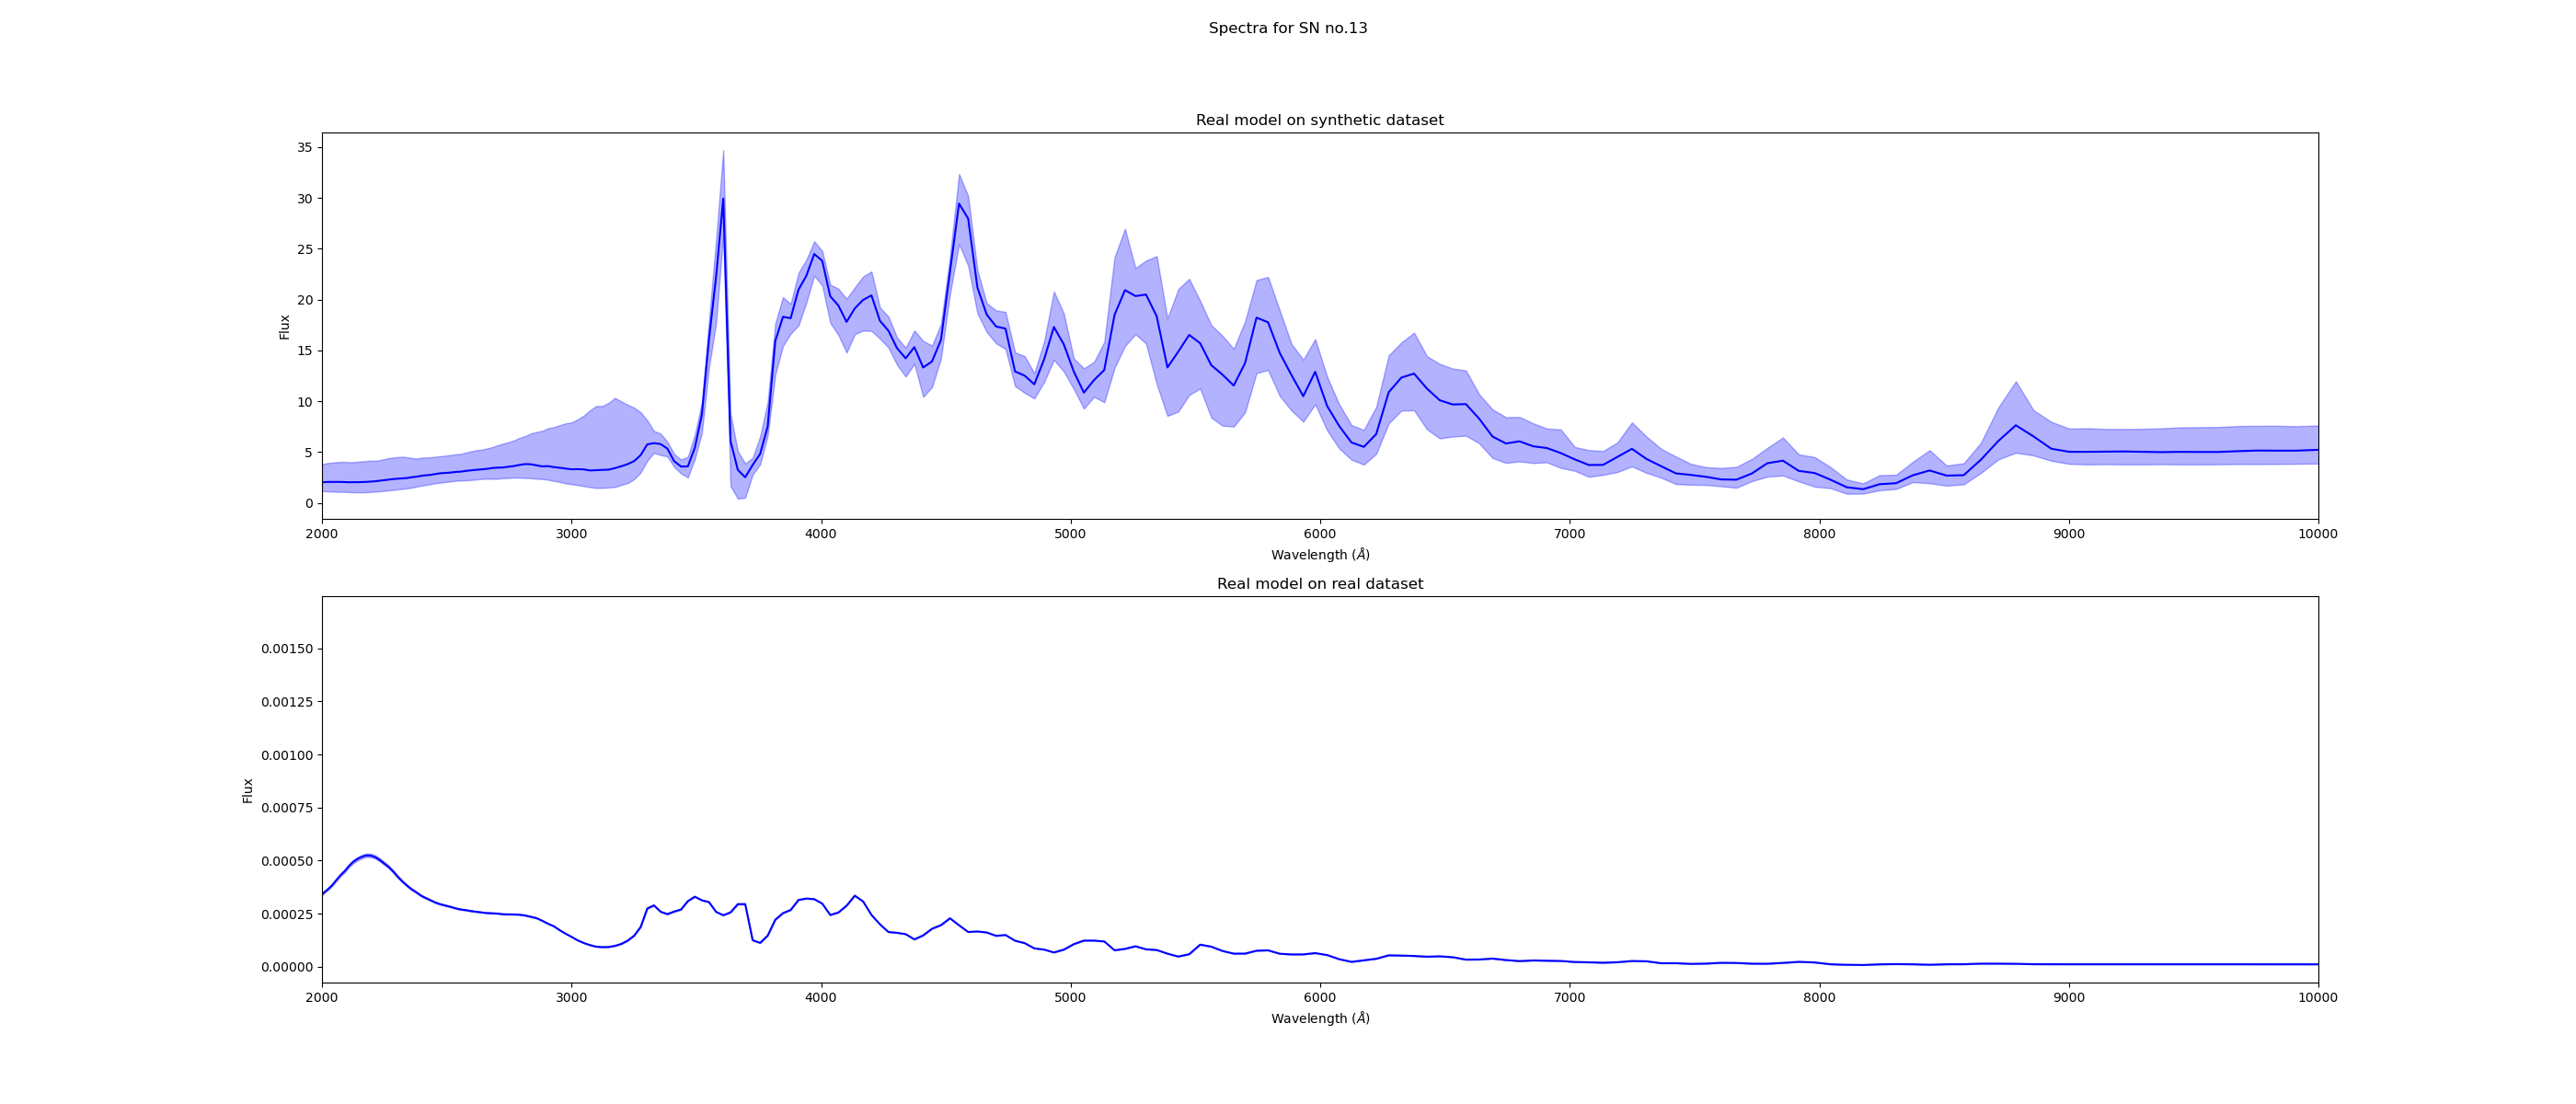 Spectra for SN no.13
Real model on synthetic dataset
35
30
25
20
15
10
5
0
Flux
2000 3000 4000 5000 6000 7000 8000 9000 10000
Wavelength (Å)
Real model on real dataset
0.00150
0.00125
0.00100
0.00075
0.00050
0.00025
0.00000
Flux
2000 3000 4000 5000 6000 7000 8000 9000 10000
Wavelength (Å)